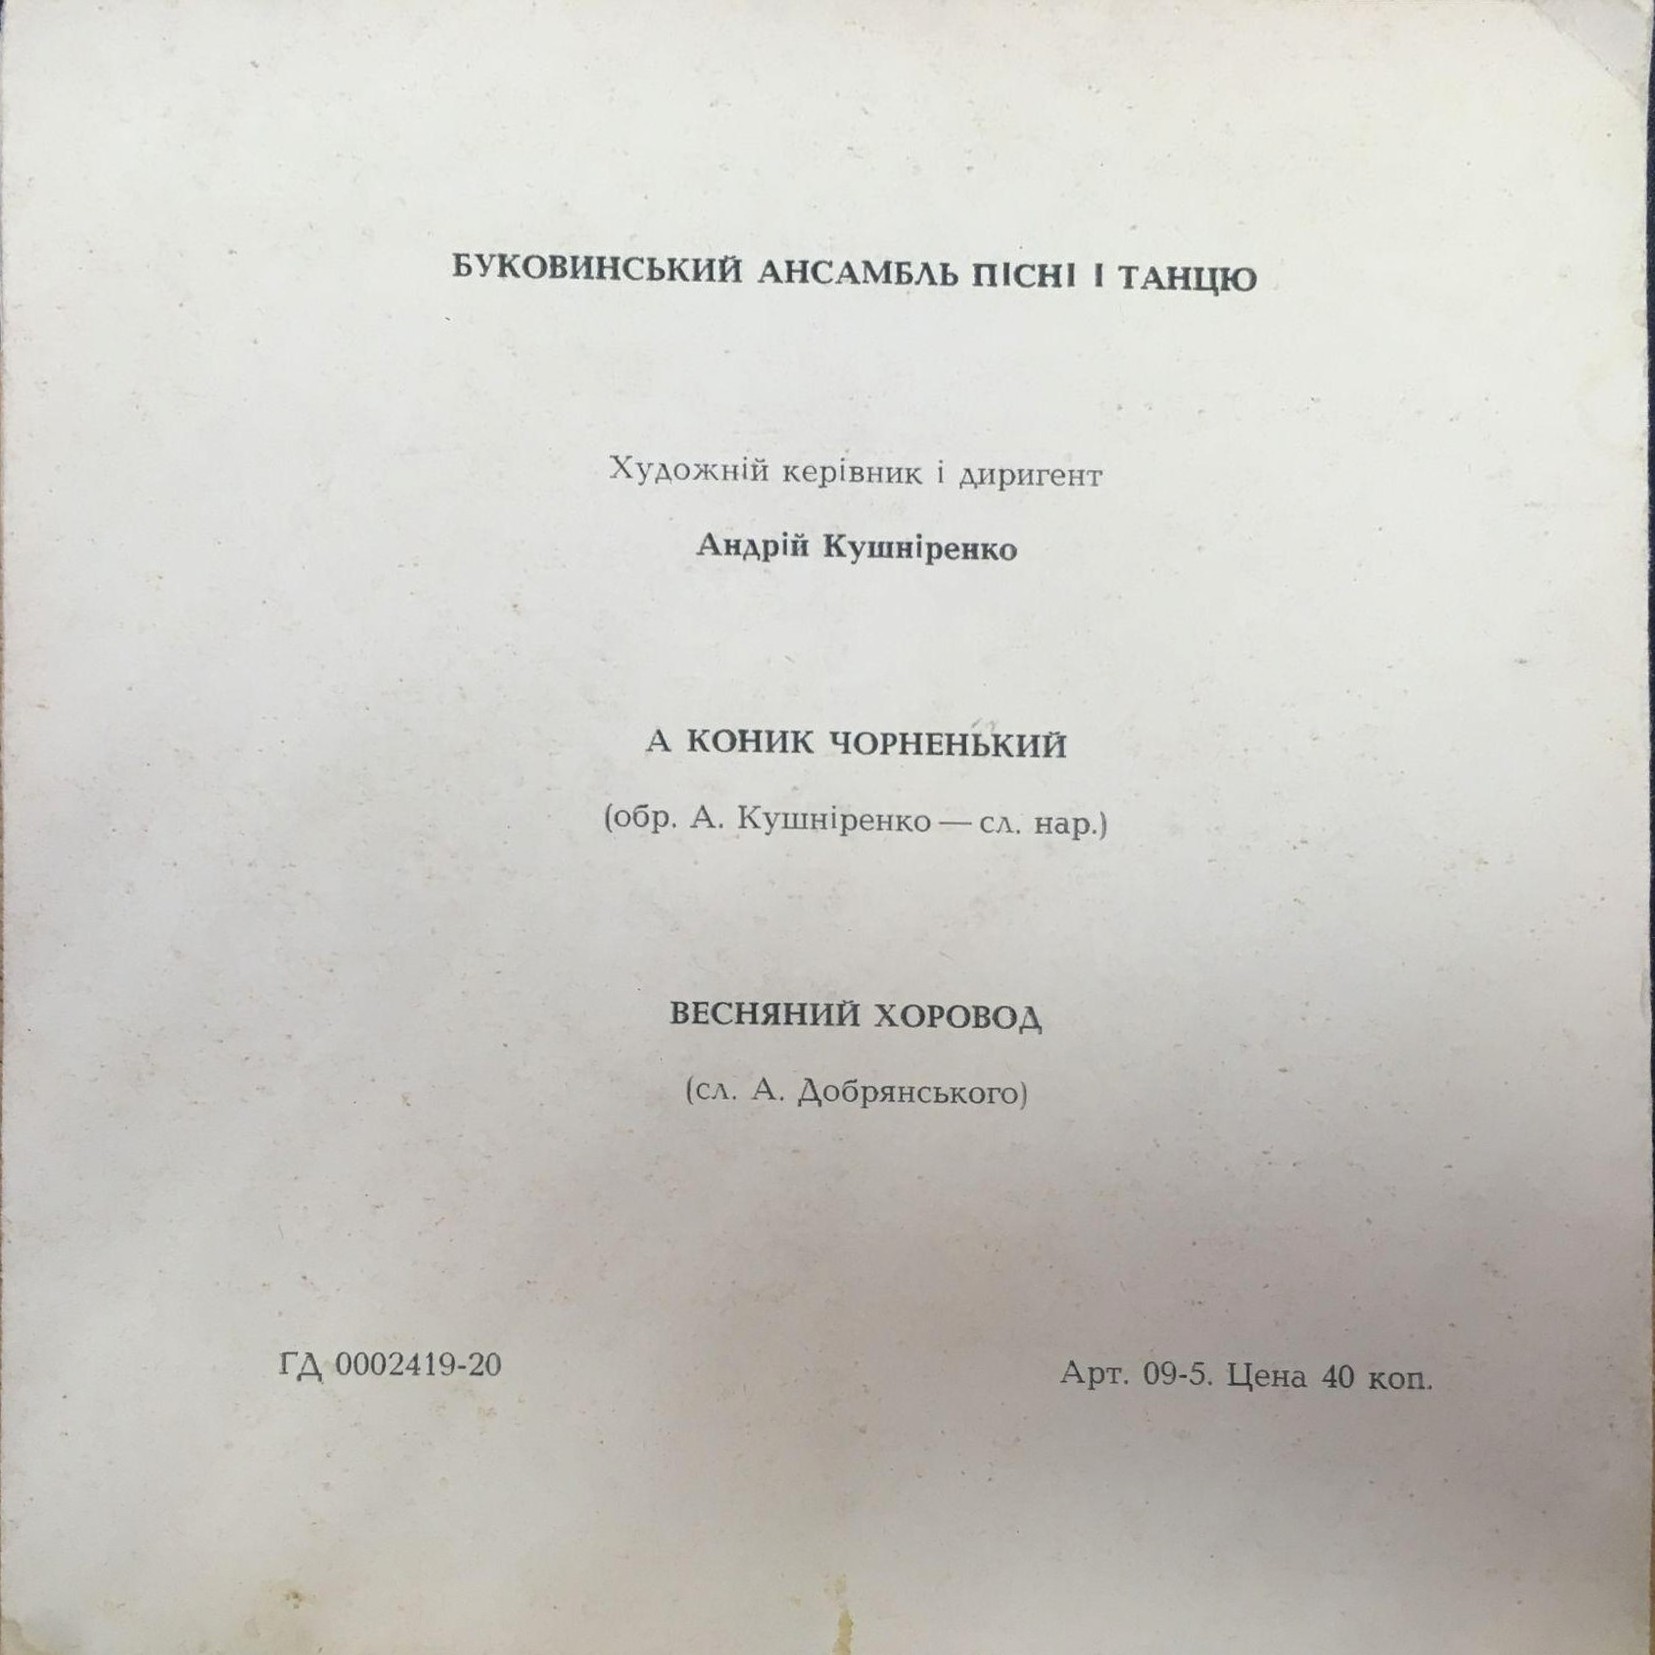 БУКОВИНСЬКИЙ АНСАМБЛЬ ПІСНІ І ТАНЦЮ
Художній керівник і диригент
Андрій Кушніренко
А КОНИК ЧОРНЕНЬКИЙ
(обр. А. Кушніренко — сл. нар.)
ВЕСНЯНИЙ ХОРОВОД
(сл. А. Добрянського)
ГД 0002419-20
Арт. 09-5. Цена 40 коп.